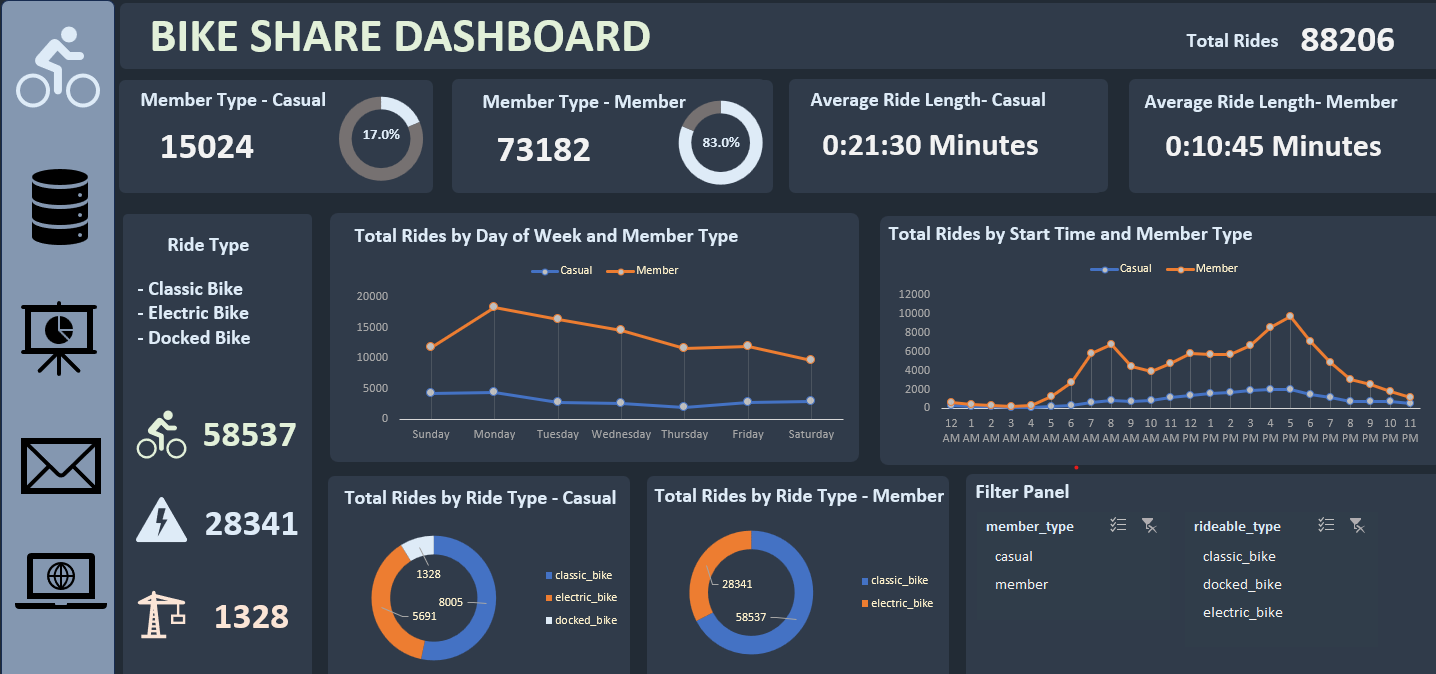 BIKE SHARE DASHBOARD
Total Rides 88206
Member Type - Casual
15024
17.0%
Member Type - Member
73182
83.0%
Average Ride Length- Casual
0:21:30 Minutes
Average Ride Length- Member
0:10:45 Minutes
Ride Type
- Classic Bike
- Electric Bike
- Docked Bike
58537
28341
1328
Total Rides by Day of Week and Member Type
Casual Member
20000
15000
10000
5000
0
Sunday Monday Tuesday Wednesday Thursday Friday Saturday
Total Rides by Start Time and Member Type
Casual Member
12000
10000
8000
6000
4000
2000
0
12 1 2 3 4 5 6 7 8 9 10 11 12 1 2 3 4 5 6 7 8 9 10 11
AM AM AM AM AM AM AM AM AM AM AM AM PM PM PM PM PM PM PM PM PM PM PM PM
Total Rides by Ride Type - Casual
1328
8005
5691
classic_bike
electric_bike
docked_bike
Total Rides by Ride Type - Member
28341
58537
classic_bike
electric_bike
Filter Panel
member_type
casual
member
rideable_type
classic_bike
docked_bike
electric_bike